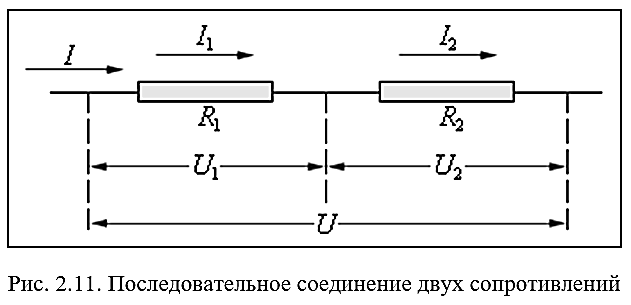 I I₁ I₂
R₁ R₂
U₁ U₂
U
Рис. 2.11. Последовательное соединение двух сопротивлений